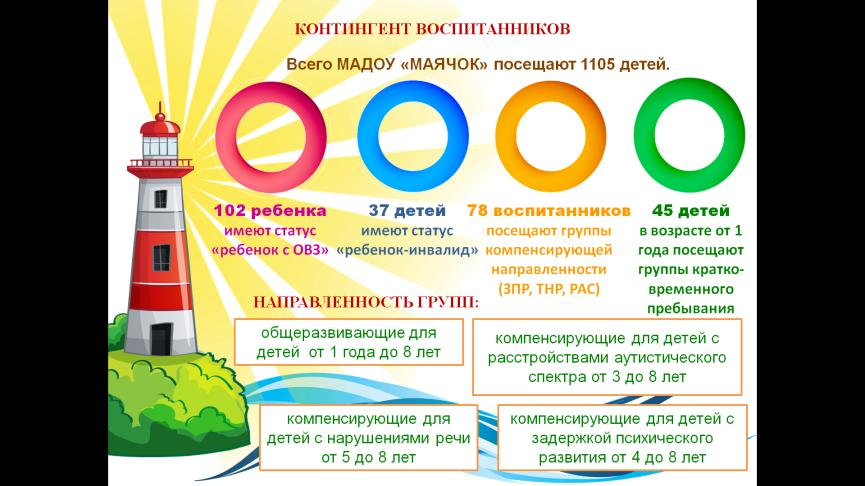 КОНТИНГЕНТ ВОСПИТАННИКОВ
Всего МАДОУ «МАЯЧОК» посещают 1105 детей.
102 ребенка
имеют статус
«ребенок с ОВЗ»
37 детей
имеют статус
«ребенок-инвалид»
78 воспитанников
посещают группы
компенсирующей
направленности
(ЗПР, ТНР, РАС)
45 детей
в возрасте от 1
года посещают
группы кратко-
временного
пребывания
НАПРАВЛЕННОСТЬ ГРУПП:
общеразвивающие для
детей от 1 года до 8 лет
компенсирующие для детей с
расстройствами аутистического
спектра от 3 до 8 лет
компенсирующие для
детей с нарушениями речи
от 5 до 8 лет
компенсирующие для детей с
задержкой психического
развития от 4 до 8 лет